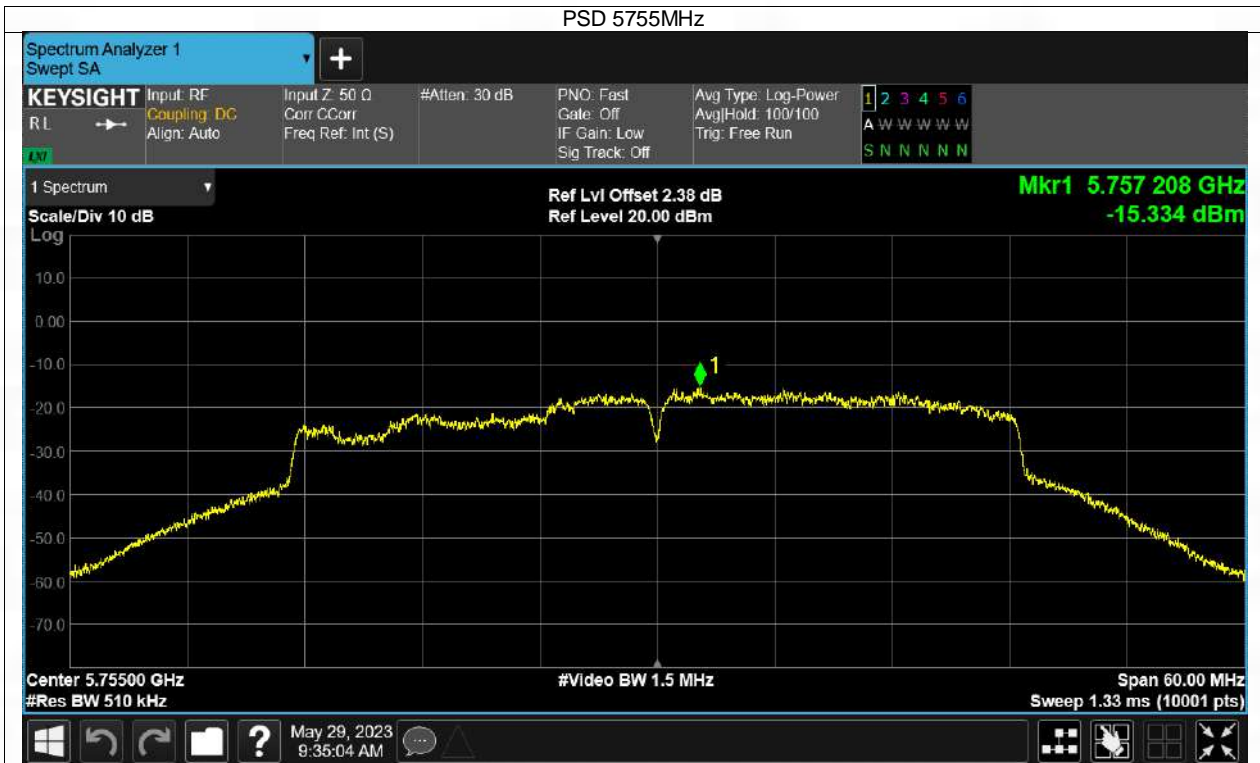 PSD 5755MHz
Spectrum Analyzer 1
Swept SA
+
KEYSIGHT
RL
LXI
Input: RF
Coupling: DC
Align: Auto
Input Z: 50 Ω
Corr CCorr
Freq Ref: Int (S)
#Atten: 30 dB
PNO: Fast
Gate: Off
IF Gain: Low
Sig Track: Off
Avg Type: Log-Power
Avg|Hold: 100/100
Trig: Free Run
1 2 3 4 5 6
A W W W W W
S N N N N N
1 Spectrum
Scale/Div 10 dB
Log
Ref Lvl Offset 2.38 dB
Ref Level 20.00 dBm
Mkr1 5.757 208 GHz
-15.334 dBm
10.0
0.00
-10.0
1
-20.0
-30.0
-40.0
-50.0
-60.0
-70.0
Center 5.75500 GHz
#Res BW 510 kHz
#Video BW 1.5 MHz
Span 60.00 MHz
Sweep 1.33 ms (10001 pts)
?
May 29, 2023
9:35:04 AM